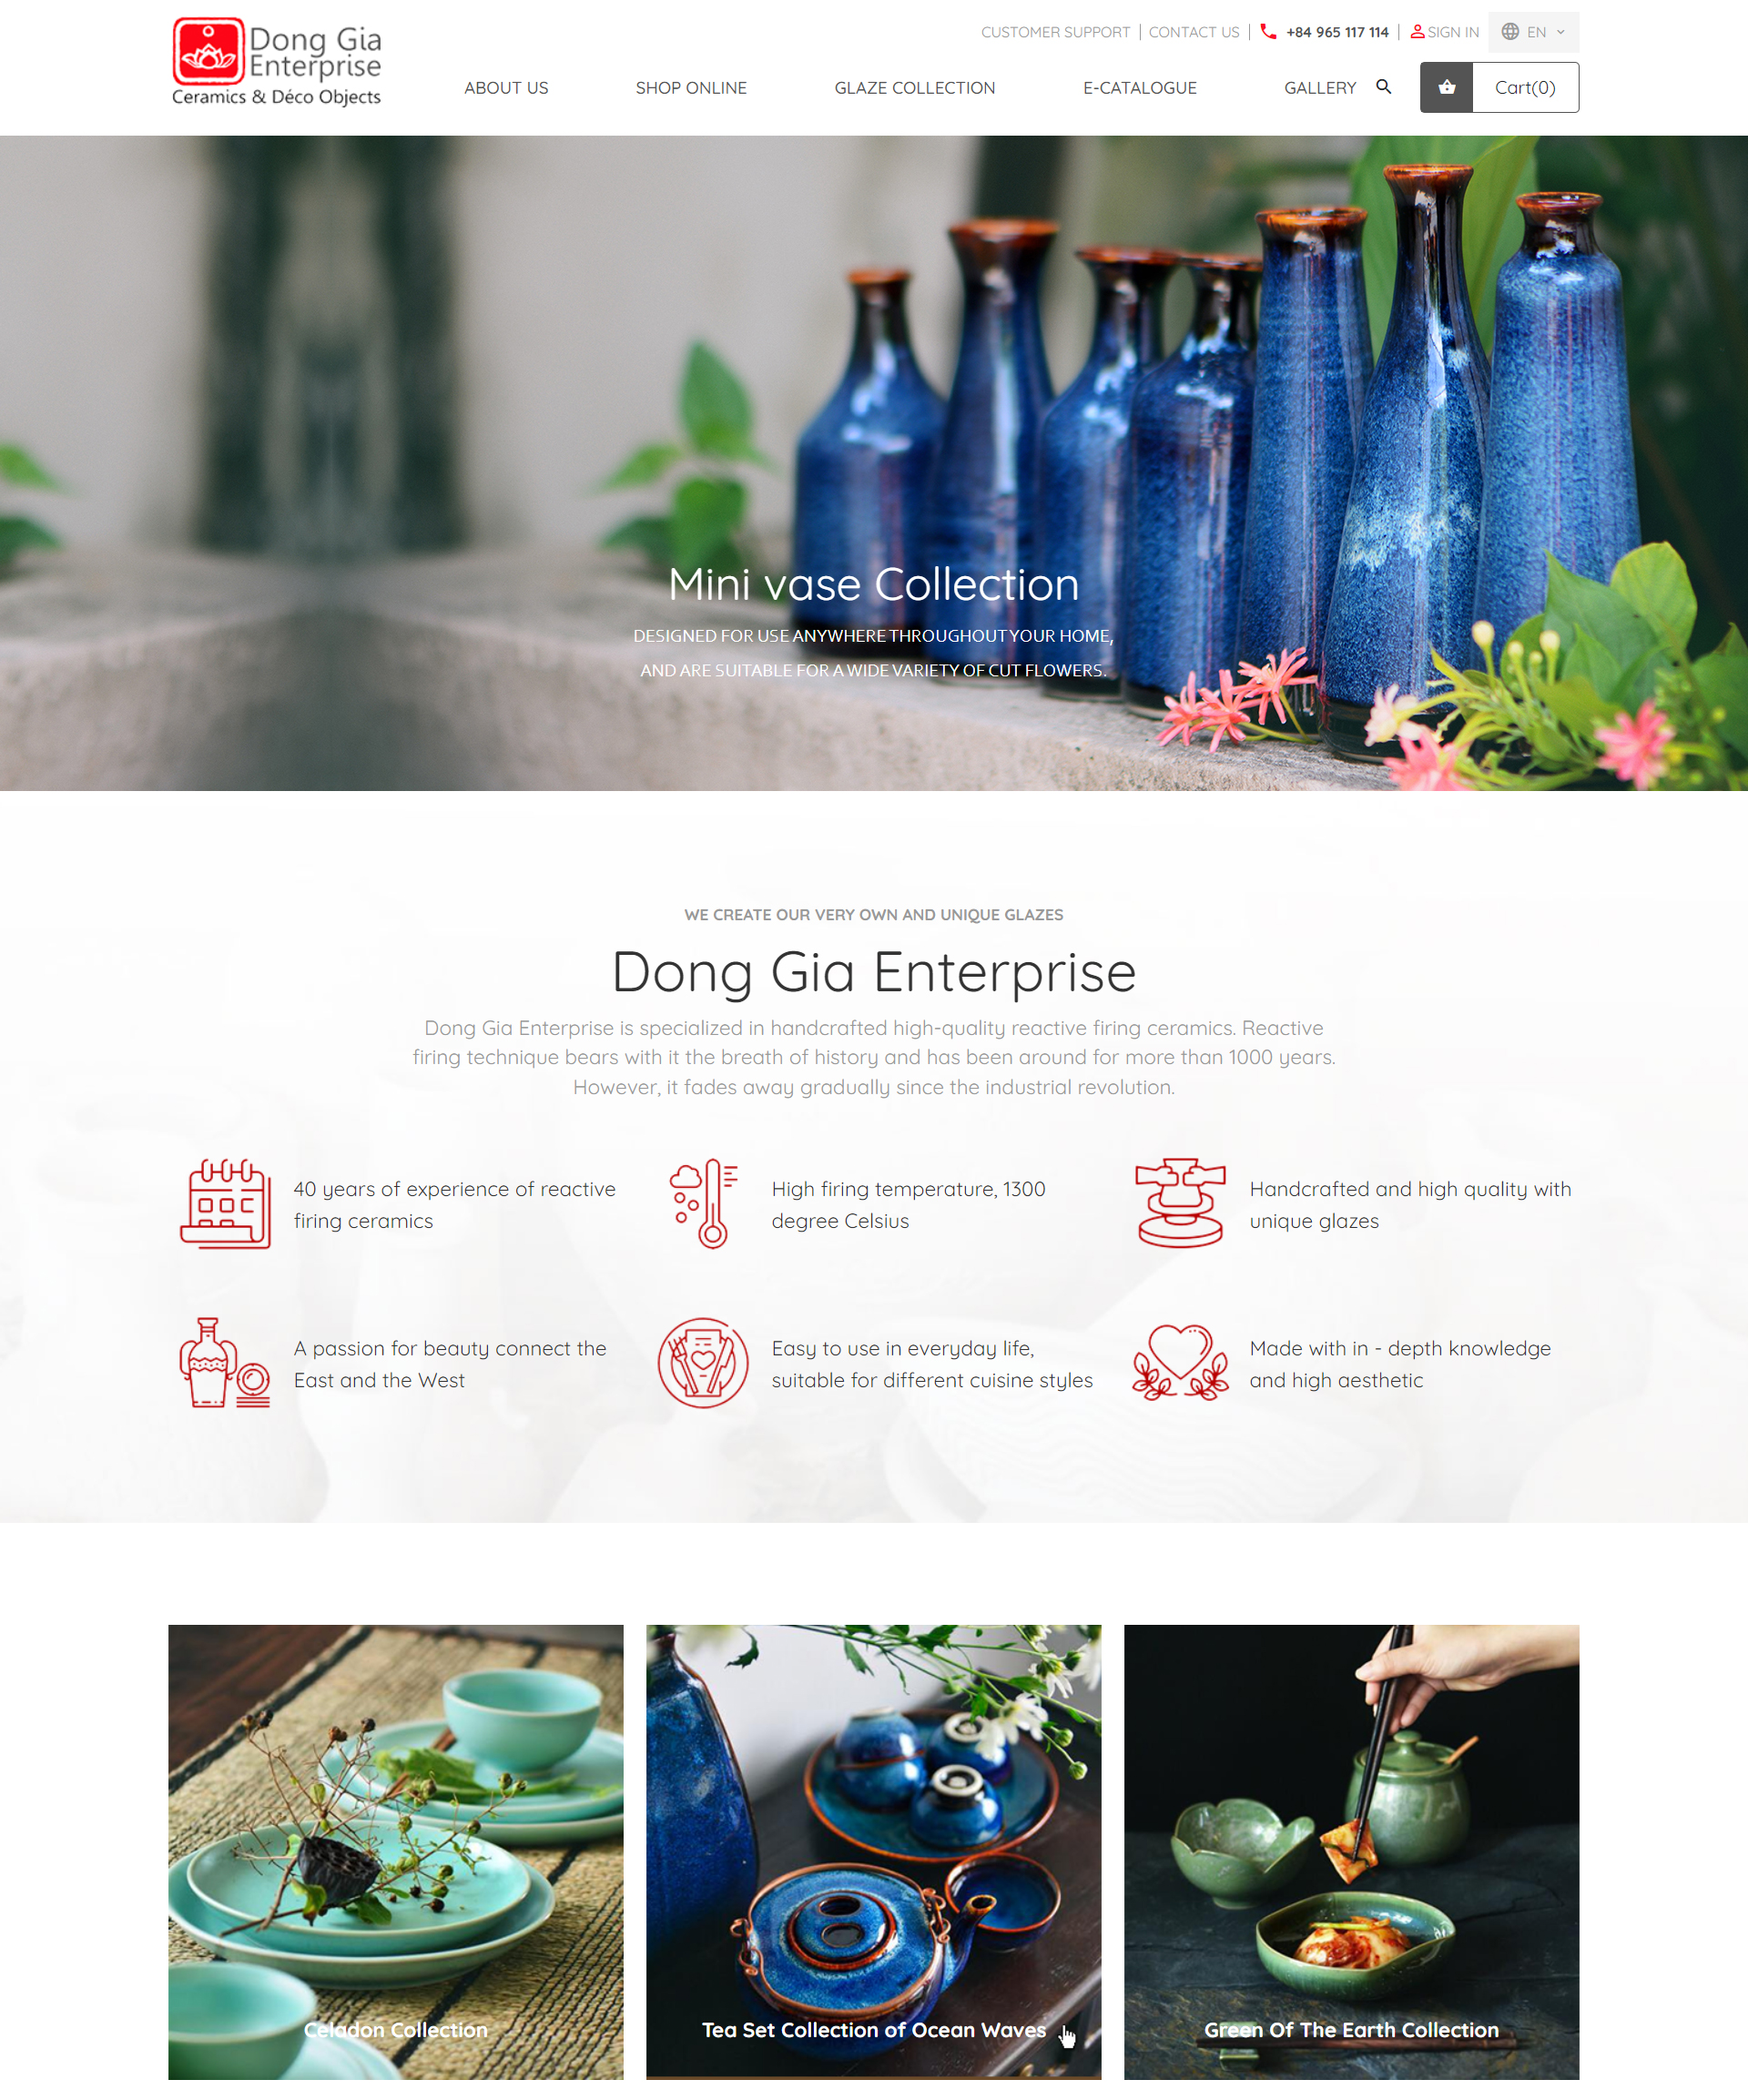 Dong Gia
Enterprise
Ceramics & Déco Objects
CUSTOMER SUPPORT
CONTACT US
+84 965 117 114
SIGN IN
EN
ABOUT US
SHOP ONLINE
GLAZE COLLECTION
E-CATALOGUE
GALLERY
Cart(0)
Mini vase Collection
DESIGNED FOR USE ANYWHERE THROUGHOUT YOUR HOME,
AND ARE SUITABLE FOR A WIDE VARIETY OF CUT FLOWERS.
WE CREATE OUR VERY OWN AND UNIQUE GLAZES
Dong Gia Enterprise
Dong Gia Enterprise is specialized in handcrafted high-quality reactive firing ceramics. Reactive
firing technique bears with it the breath of history and has been around for more than 1000 years.
However, it fades away gradually since the industrial revolution.
40 years of experience of reactive
firing ceramics
High firing temperature, 1300
degree Celsius
Handcrafted and high quality with
unique glazes
A passion for beauty connect the
East and the West
Easy to use in everyday life,
suitable for different cuisine styles
Made with in - depth knowledge
and high aesthetic
Celadon Collection
Tea Set Collection of Ocean Waves
Green Of The Earth Collection